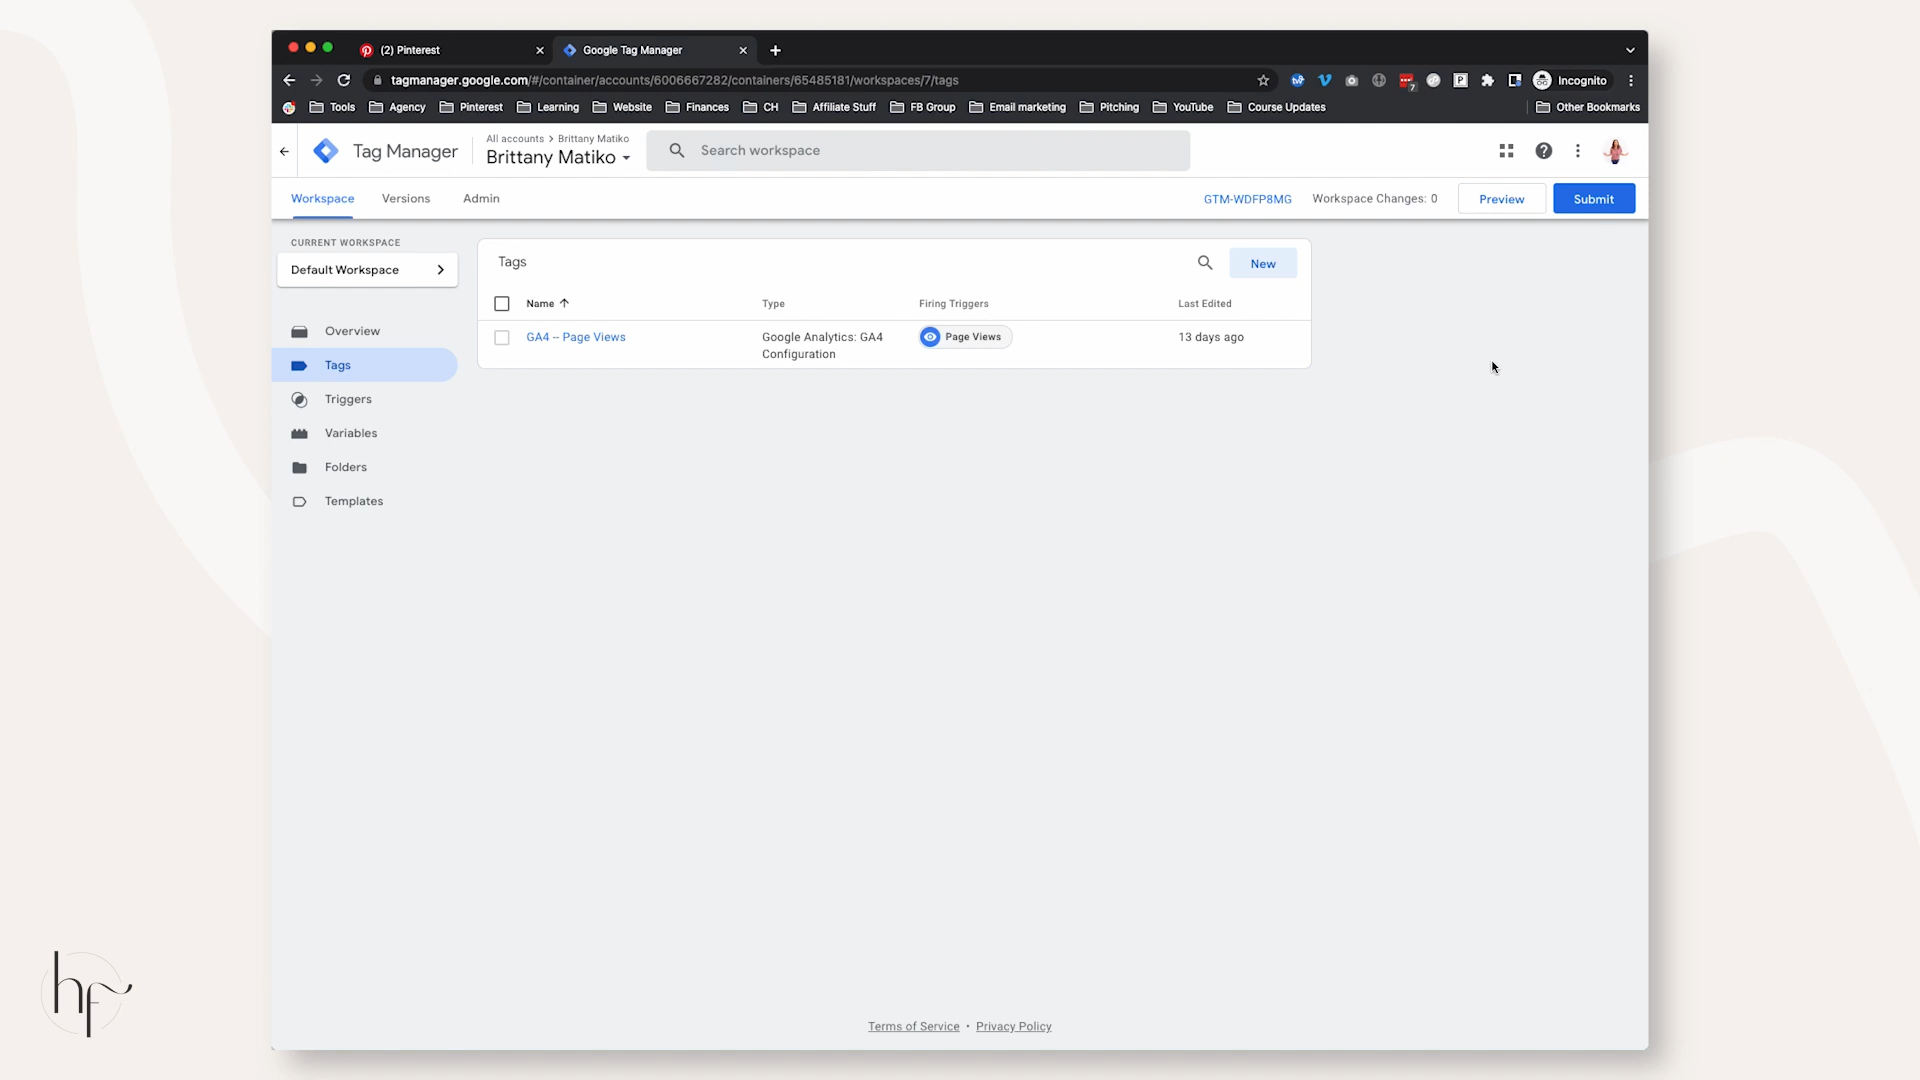 (2) Pinterest
Google Tag Manager
tagmanager.google.com/#/container/accounts/6006667282/containers/65485181/workspaces/7/tags
7
P
Incognito
Tools
Agency
Pinterest
Learning
Website
Finances
CH
Affiliate Stuff
FB Group
Email marketing
Pitching
YouTube
Course Updates
Other Bookmarks
Tag Manager
All accounts > Brittany Matiko
Brittany Matiko
Search workspace
Workspace
Versions
Admin
GTM-WDFP8MG
Workspace Changes: 0
Preview
Submit
CURRENT WORKSPACE
Default Workspace
Overview
Tags
Triggers
Variables
Folders
Templates
Tags
New
Name
Type
Firing Triggers
Last Edited
GA4 -- Page Views
Google Analytics: GA4
Configuration
Page Views
13 days ago
Terms of Service • Privacy Policy
hf